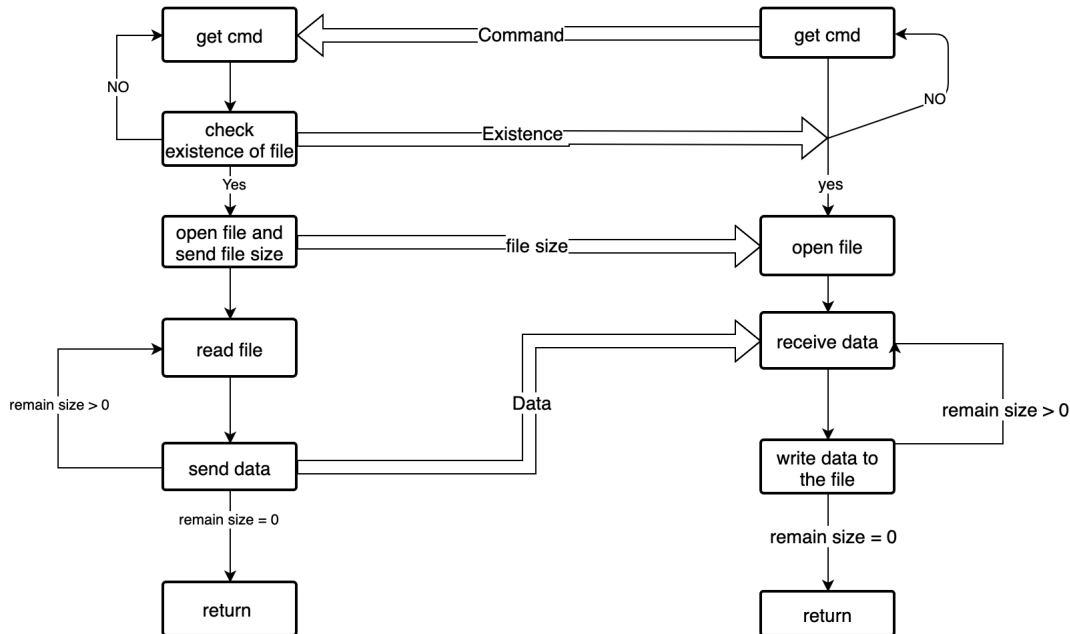 get cmd
Command
get cmd
NO
NO
check
existence of file
Existence
Yes
yes
open file and
send file size
file size
open file
read file
receive data
remain size > 0
Data
remain size > 0
send data
write data to
the file
remain size = 0
remain size = 0
return
return